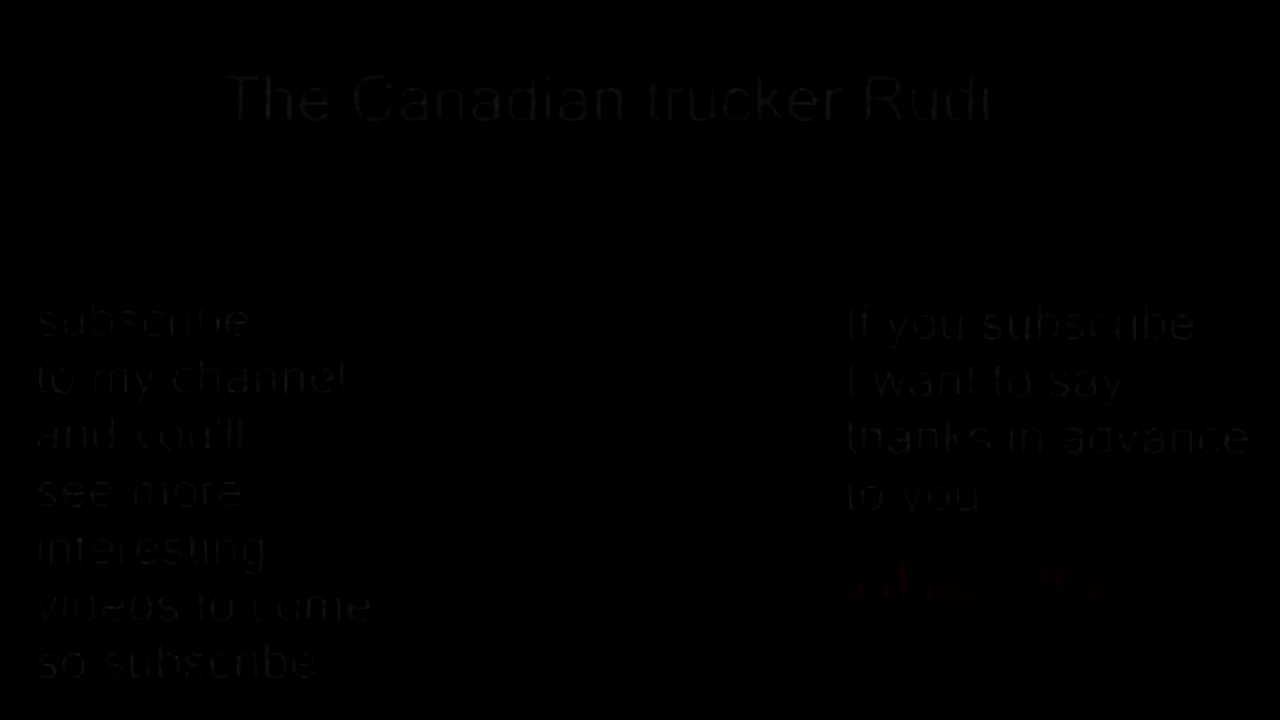 The Canadian trucker Rudi
subscribe
to my channel
and you'll
see more
interesting
videos to come
so subscribe
If you subscribe
I want to say
thanks in advance
to you